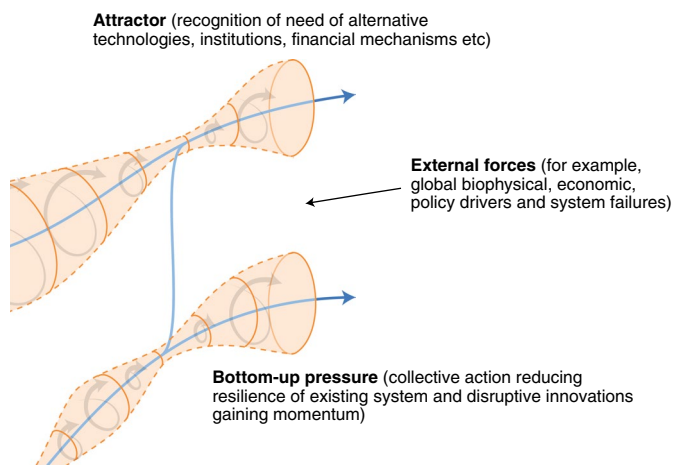 Attractor (recognition of need of alternative
technologies, institutions, financial mechanisms etc)
External forces (for example,
global biophysical, economic,
policy drivers and system failures)
Bottom-up pressure (collective action reducing
resilience of existing system and disruptive innovations
gaining momentum)